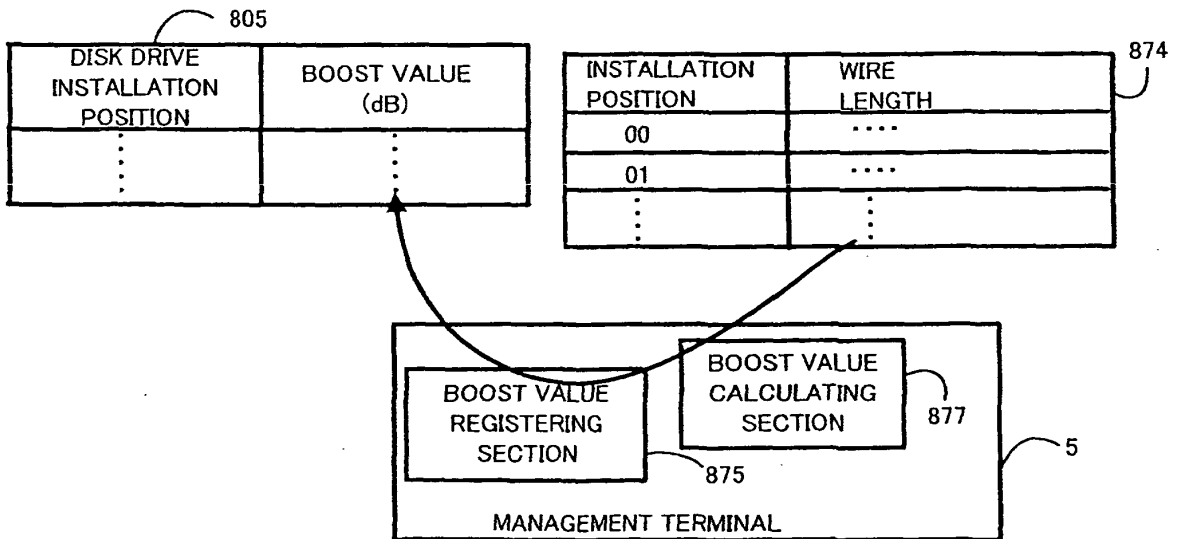 805
DISK DRIVE
INSTALLATION
POSITION
BOOST VALUE
(dB)
874
INSTALLATION
POSITION
WIRE
LENGTH
00
01
BOOST VALUE
REGISTERING
SECTION
875
BOOST VALUE
CALCULATING
SECTION
877
5
MANAGEMENT TERMINAL